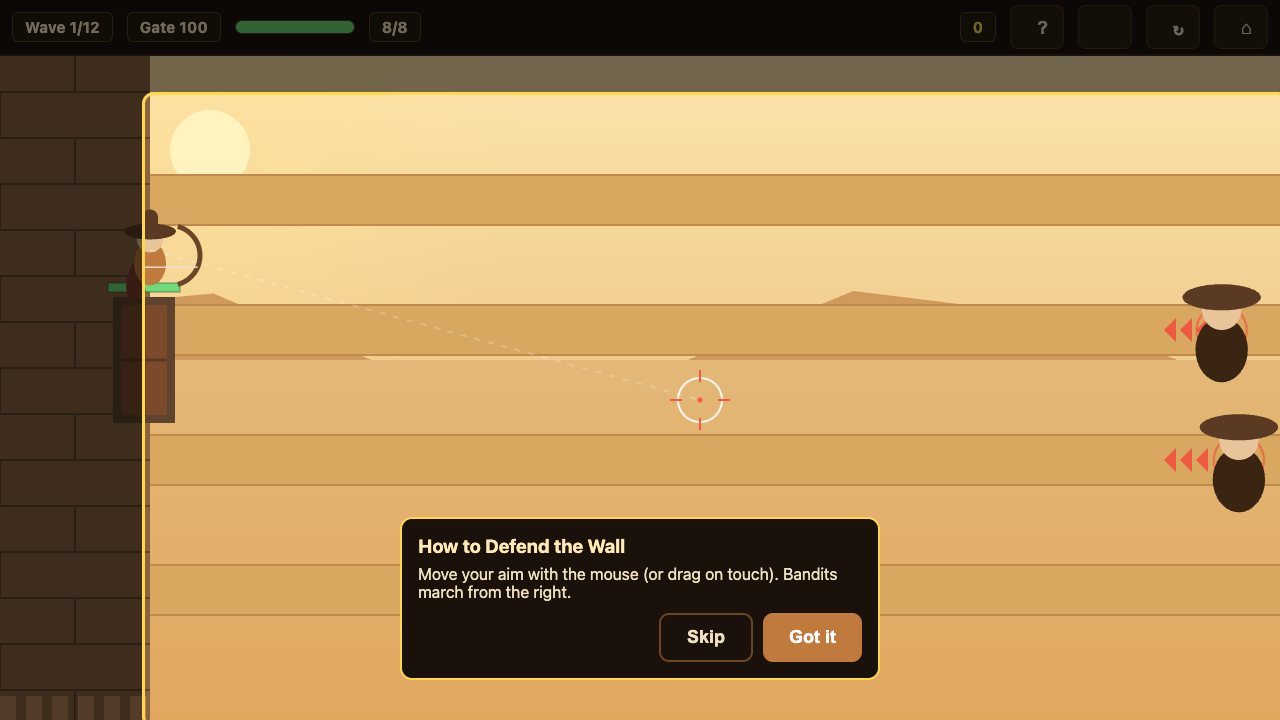 Wave 1/12
Gate 100
8/8
0
?
How to Defend the Wall
Move your aim with the mouse (or drag on touch). Bandits
march from the right.
Skip
Got it